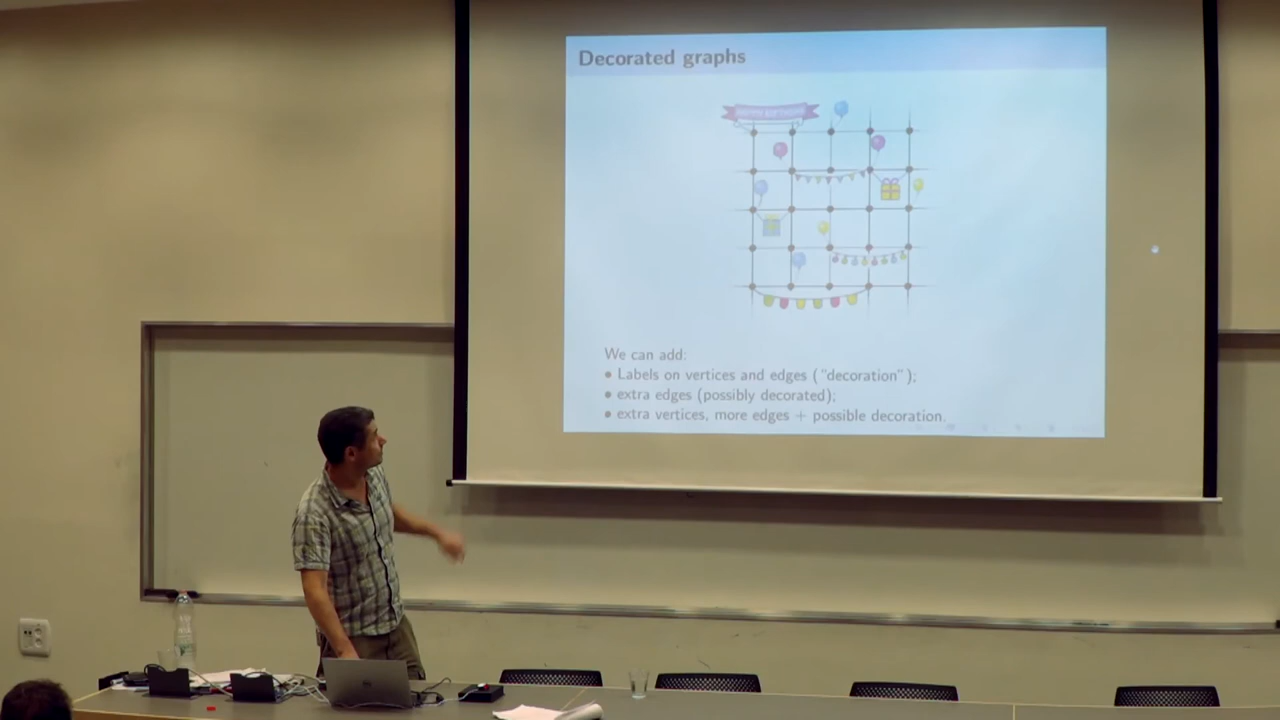 Decorated graphs
We can add:
• Labels on vertices and edges ("decoration");
• extra edges (possibly decorated);
• extra vertices, more edges + possible decoration.